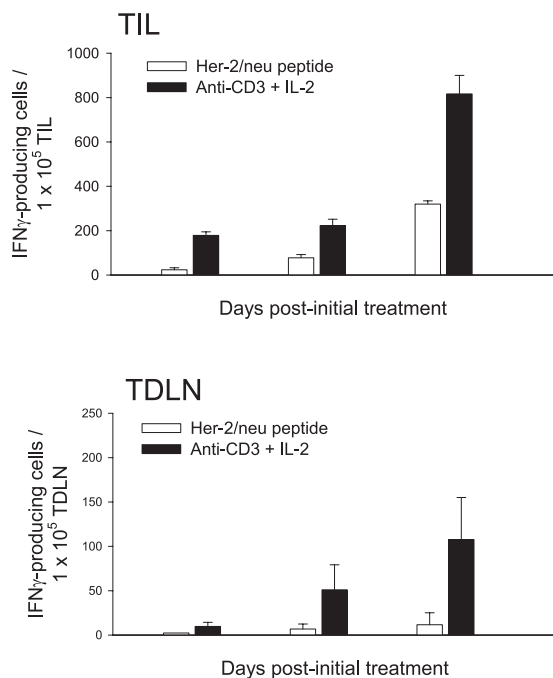 TIL
1000
800
600
400
200
0
IFNγ-producing cells /
1 x 10⁵ TIL
Her-2/neu peptide
Anti-CD3 + IL-2
Days post-initial treatment
TDLN
250
200
150
100
50
0
IFNγ-producing cells /
1 x 10⁵ TDLN
Her-2/neu peptide
Anti-CD3 + IL-2
Days post-initial treatment